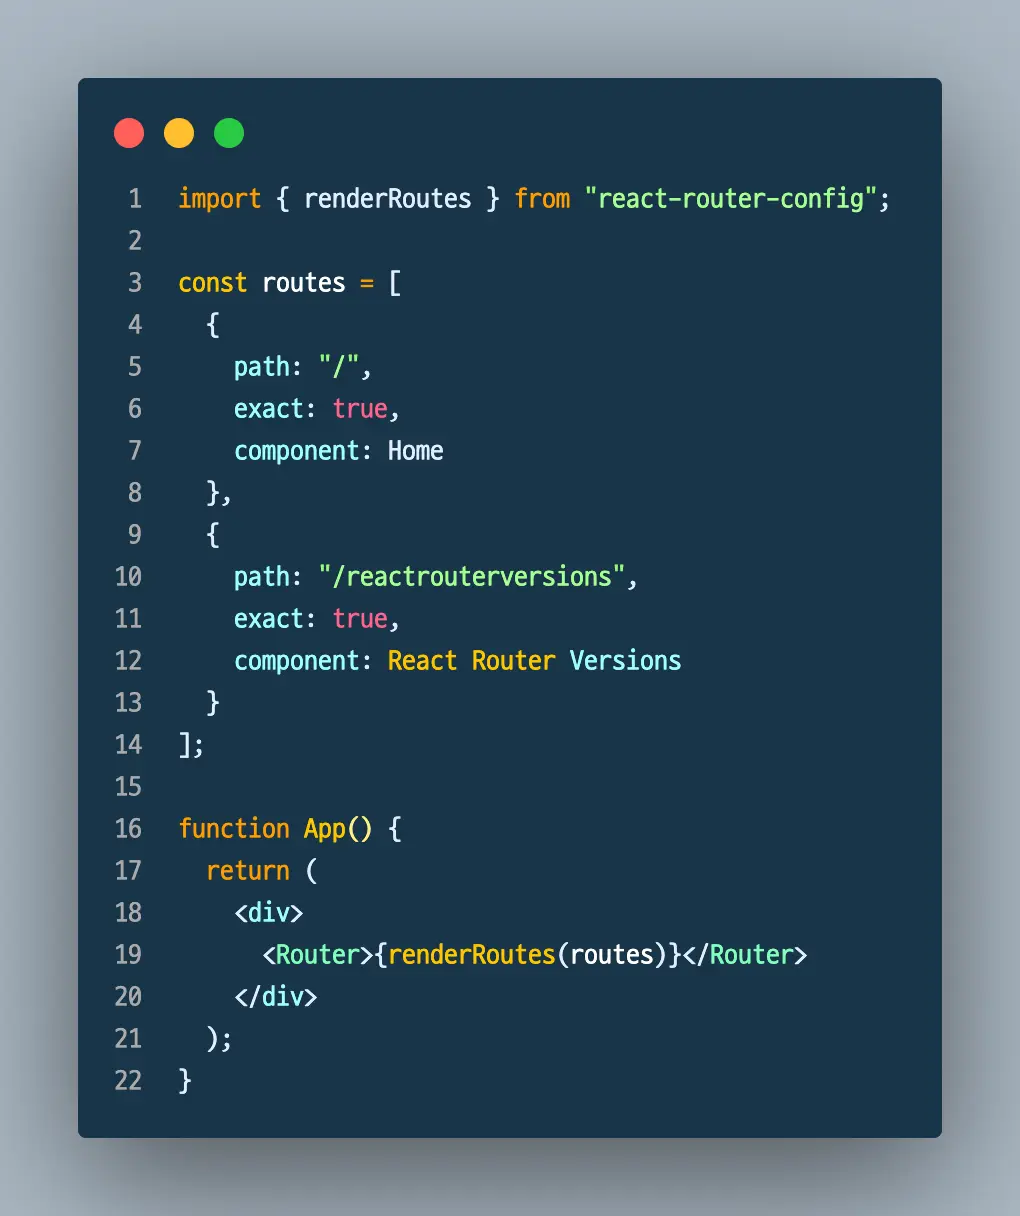 1 import { renderRoutes } from "react-router-config";
2
3 const routes = [
4   {
5     path: "/",
6     exact: true,
7     component: Home
8   },
9   {
10     path: "/reactrouterversions",
11     exact: true,
12     component: React Router Versions
13   }
14 ];
15
16 function App() {
17   return (
18     <div>
19       <Router>{renderRoutes(routes)}</Router>
20     </div>
21   );
22 }